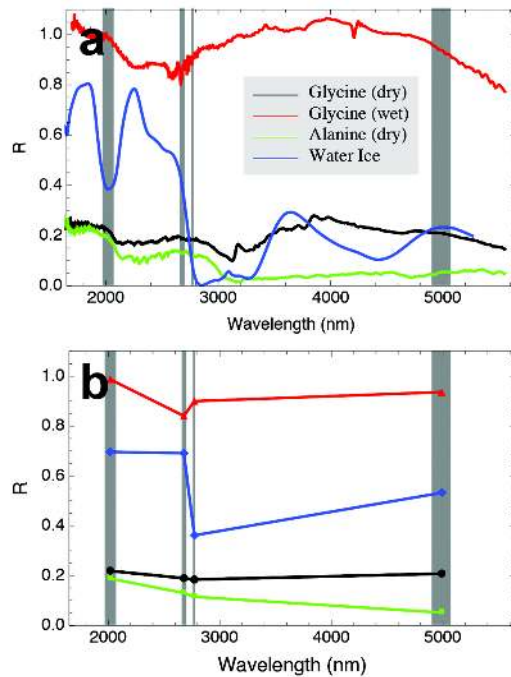 a
1.0
0.8
0.6
0.4
0.2
0.0
R
Glycine (dry)
Glycine (wet)
Alanine (dry)
Water Ice
2000 3000 4000 5000
Wavelength (nm)
b
1.0
0.8
0.6
0.4
0.2
0.0
R
2000 3000 4000 5000
Wavelength (nm)